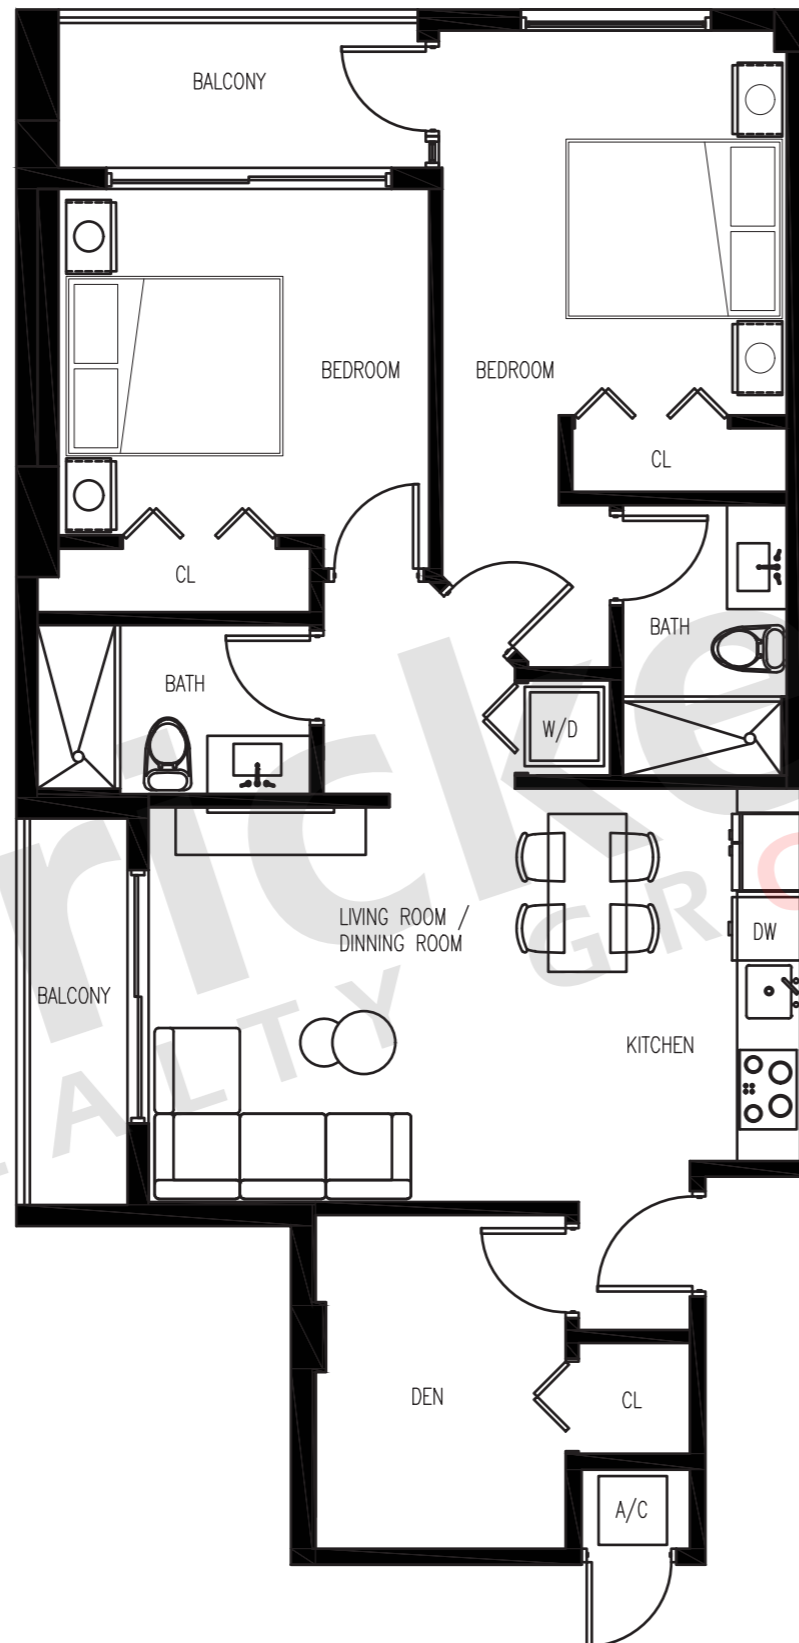 BALCONY
BEDROOM
BEDROOM
CL
CL
BATH
BATH
W/D
LIVING ROOM /
DINNING ROOM
DW
BALCONY
KITCHEN
DEN
CL
A/C